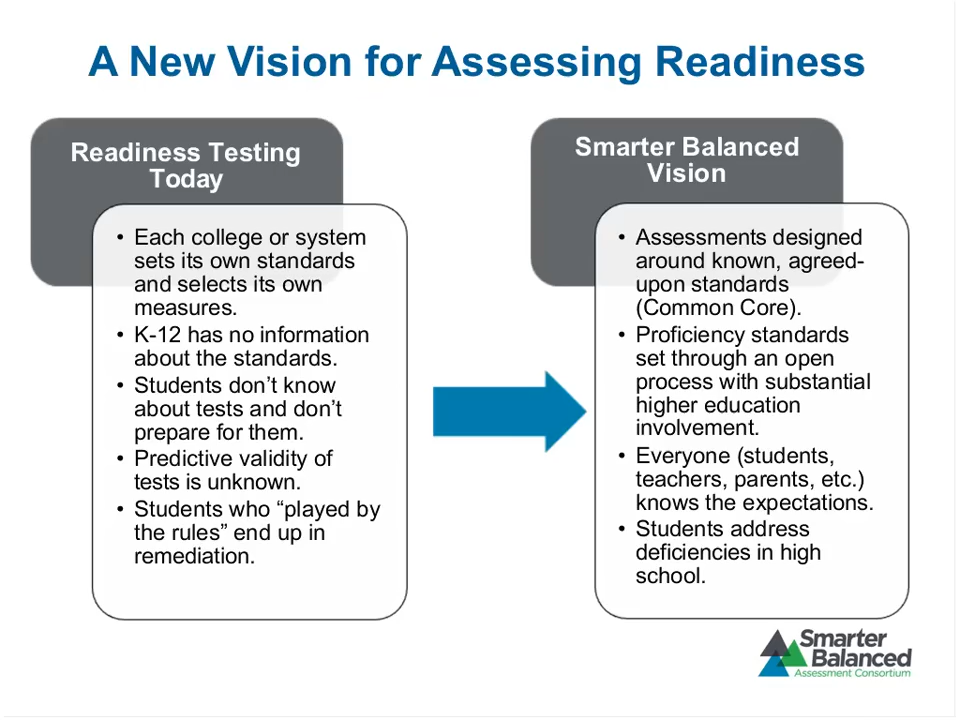 A New Vision for Assessing Readiness
Readiness Testing
Today
• Each college or system
sets its own standards
and selects its own
measures.
• K-12 has no information
about the standards.
• Students don’t know
about tests and don’t
prepare for them.
• Predictive validity of
tests is unknown.
• Students who “played by
the rules” end up in
remediation.
Smarter Balanced
Vision
• Assessments designed
around known, agreed-
upon standards
(Common Core).
• Proficiency standards
set through an open
process with substantial
higher education
involvement.
• Everyone (students,
teachers, parents, etc.)
knows the expectations.
• Students address
deficiencies in high
school.
Smarter
Balanced
Assessment Consortium